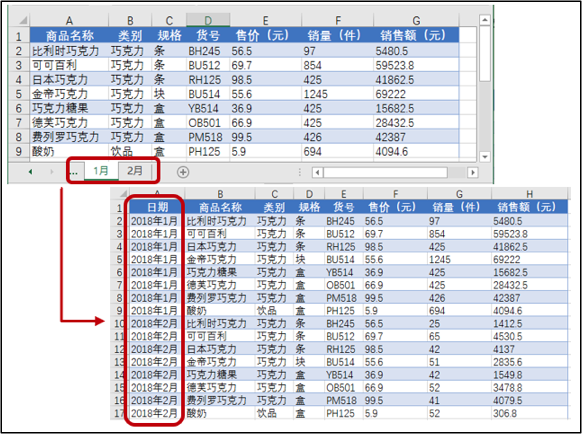 A B C D E F G
1 商品名称 类别 规格 货号 售价（元） 销量（件） 销售额（元）
2 比利时巧克力 巧克力 条 BH245 56.5 97 5480.5
3 可可百利 巧克力 条 BU512 69.7 854 59523.8
4 日本巧克力 巧克力 条 RH125 98.5 425 41862.5
5 金帝巧克力 巧克力 块 BU514 55.6 1245 69222
6 巧克力糖果 巧克力 盒 YB514 36.9 425 15682.5
7 德芙巧克力 巧克力 盒 OB501 66.9 425 28432.5
8 费列罗巧克力 巧克力 盒 PM518 99.5 426 42387
9 酸奶 饮品 盒 PH125 5.9 694 4094.6
... 1月 2月
A B C D E F G H
1 日期 商品名称 类别 规格 货号 售价（元） 销量（件） 销售额（元）
2 2018年1月 比利时巧克力 巧克力 条 BH245 56.5 97 5480.5
3 2018年1月 可可百利 巧克力 条 BU512 69.7 854 59523.8
4 2018年1月 日本巧克力 巧克力 条 RH125 98.5 425 41862.5
5 2018年1月 金帝巧克力 巧克力 块 BU514 55.6 1245 69222
6 2018年1月 巧克力糖果 巧克力 盒 YB514 36.9 425 15682.5
7 2018年1月 德芙巧克力 巧克力 盒 OB501 66.9 425 28432.5
8 2018年1月 费列罗巧克力 巧克力 盒 PM518 99.5 426 42387
9 2018年1月 酸奶 饮品 盒 PH125 5.9 694 4094.6
10 2018年2月 比利时巧克力 巧克力 条 BH245 56.5 25 1412.5
11 2018年2月 可可百利 巧克力 条 BU512 69.7 65 4530.5
12 2018年2月 日本巧克力 巧克力 条 RH125 98.5 42 4137
13 2018年2月 金帝巧克力 巧克力 块 BU514 55.6 51 2835.6
14 2018年2月 巧克力糖果 巧克力 盒 YB514 36.9 42 1549.8
15 2018年2月 德芙巧克力 巧克力 盒 OB501 66.9 52 3478.8
16 2018年2月 费列罗巧克力 巧克力 盒 PM518 99.5 41 4079.5
17 2018年2月 酸奶 饮品 盒 PH125 5.9 52 306.8